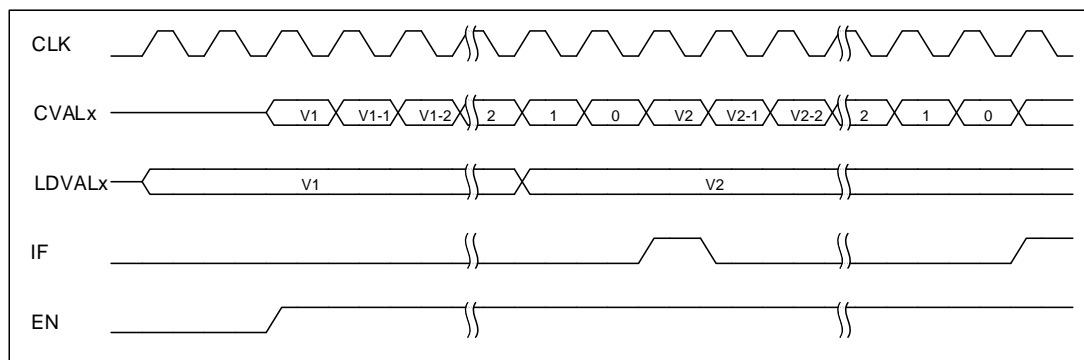 CLK
CVALx V1 V1-1 V1-2 2 1 0 V2 V2-1 V2-2 2 1 0
LDVALx V1 V2
IF
EN